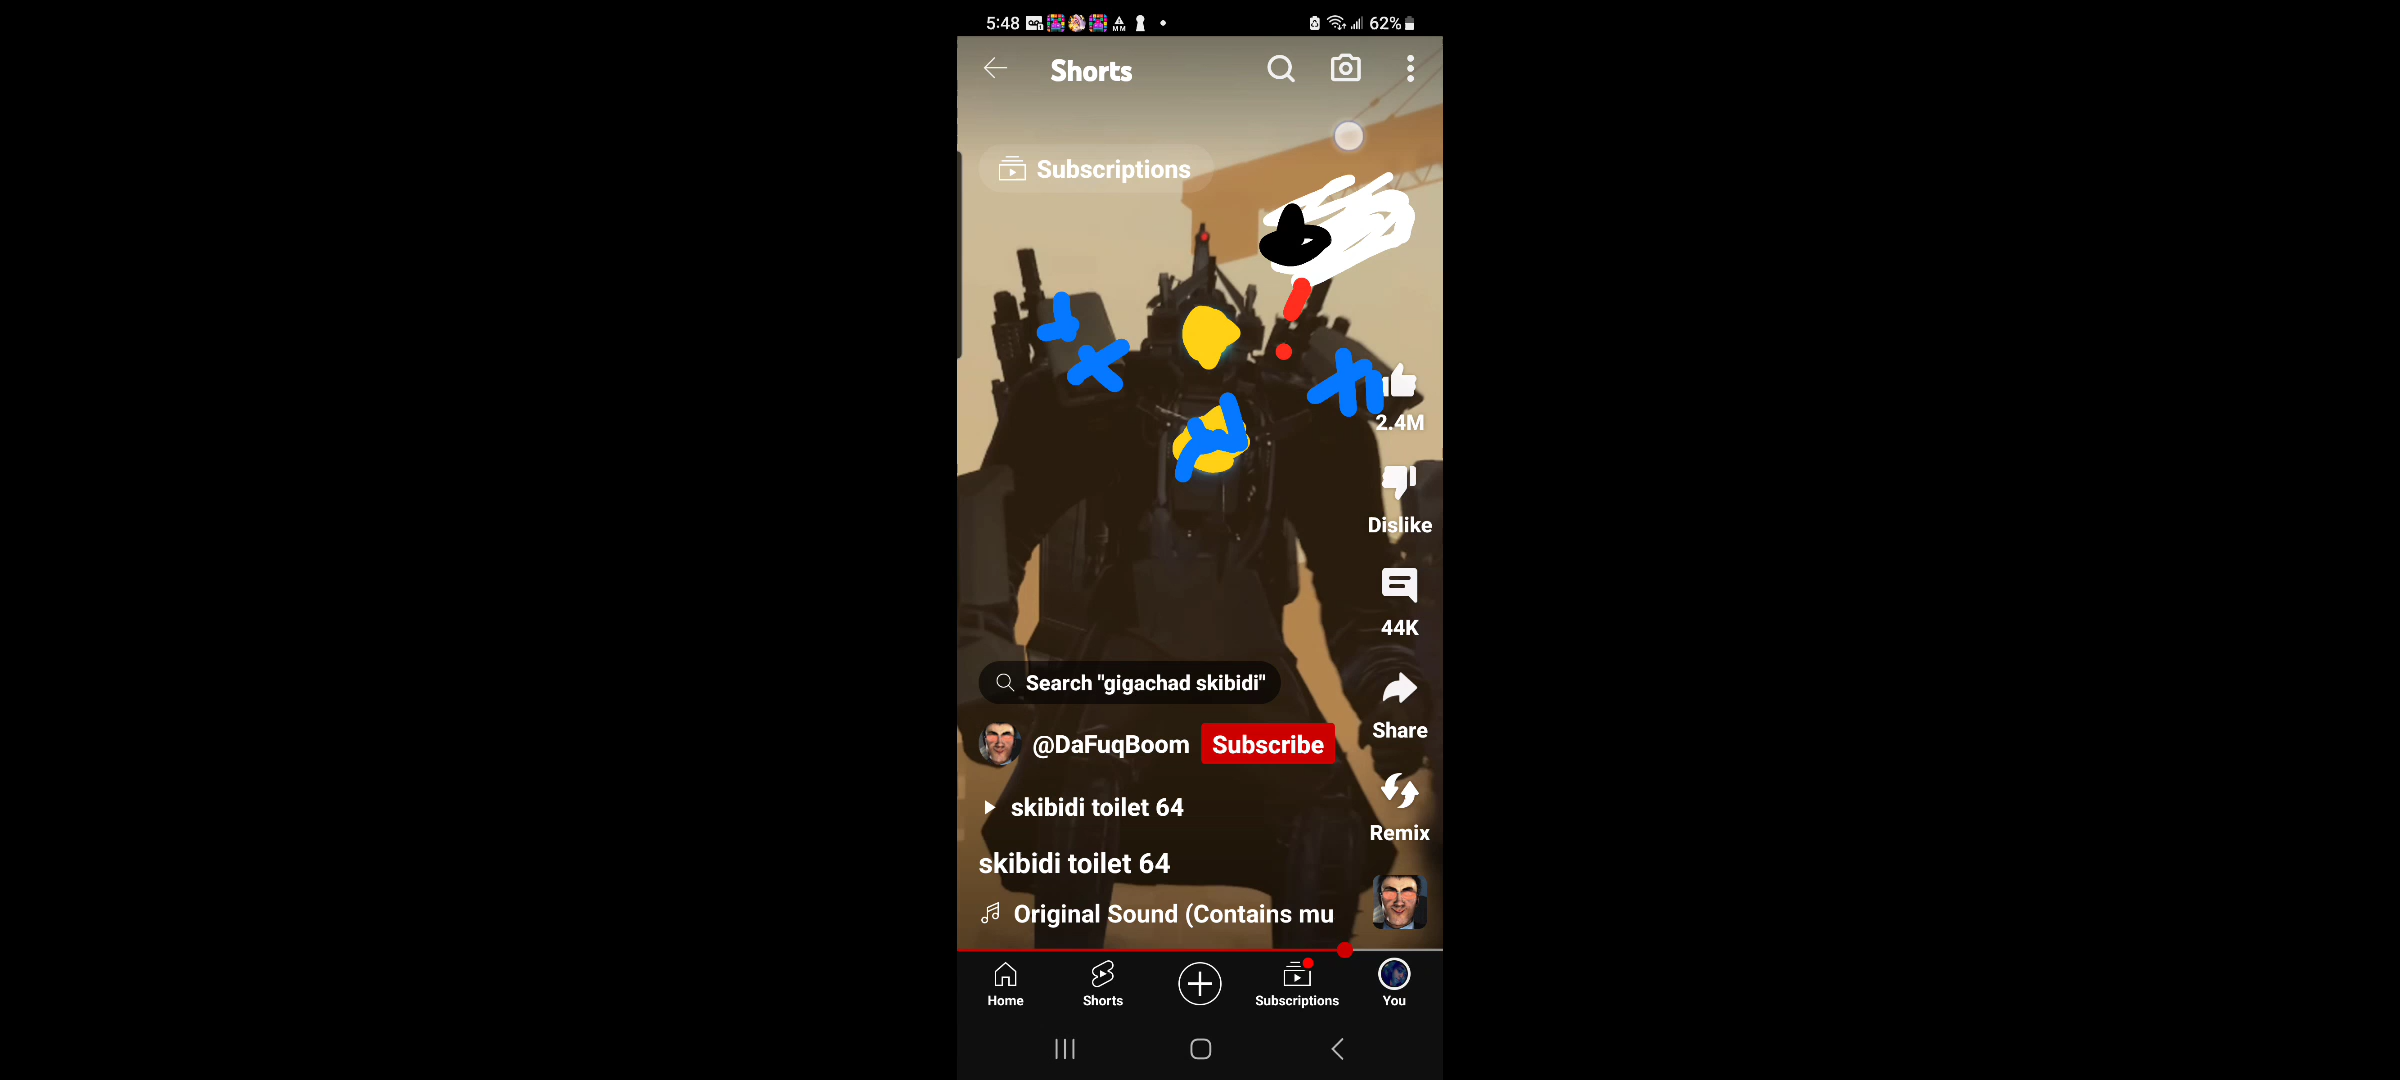 5:48
62%
Shorts
Subscriptions
2.4M
Dislike
44K
Search "gigachad skibidi"
Share
@DaFuqBoom Subscribe
skibidi toilet 64
Remix
skibidi toilet 64
Original Sound (Contains mu
Home Shorts Subscriptions You